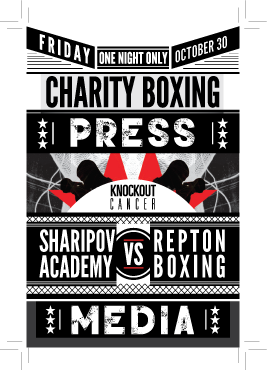 FRIDAY ONE NIGHT ONLY OCTOBER 30
CHARITY BOXING
PRESS
KNOCKOUT
CANCER
SHARIPOV ACADEMY VS REPTON BOXING
MEDIA